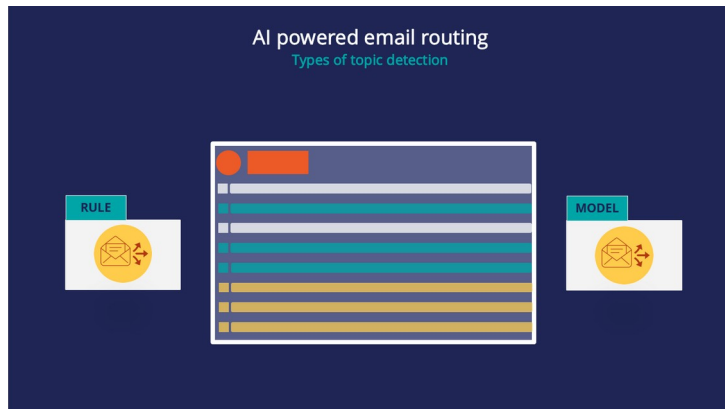 AI powered email routing
Types of topic detection
RULE
MODEL